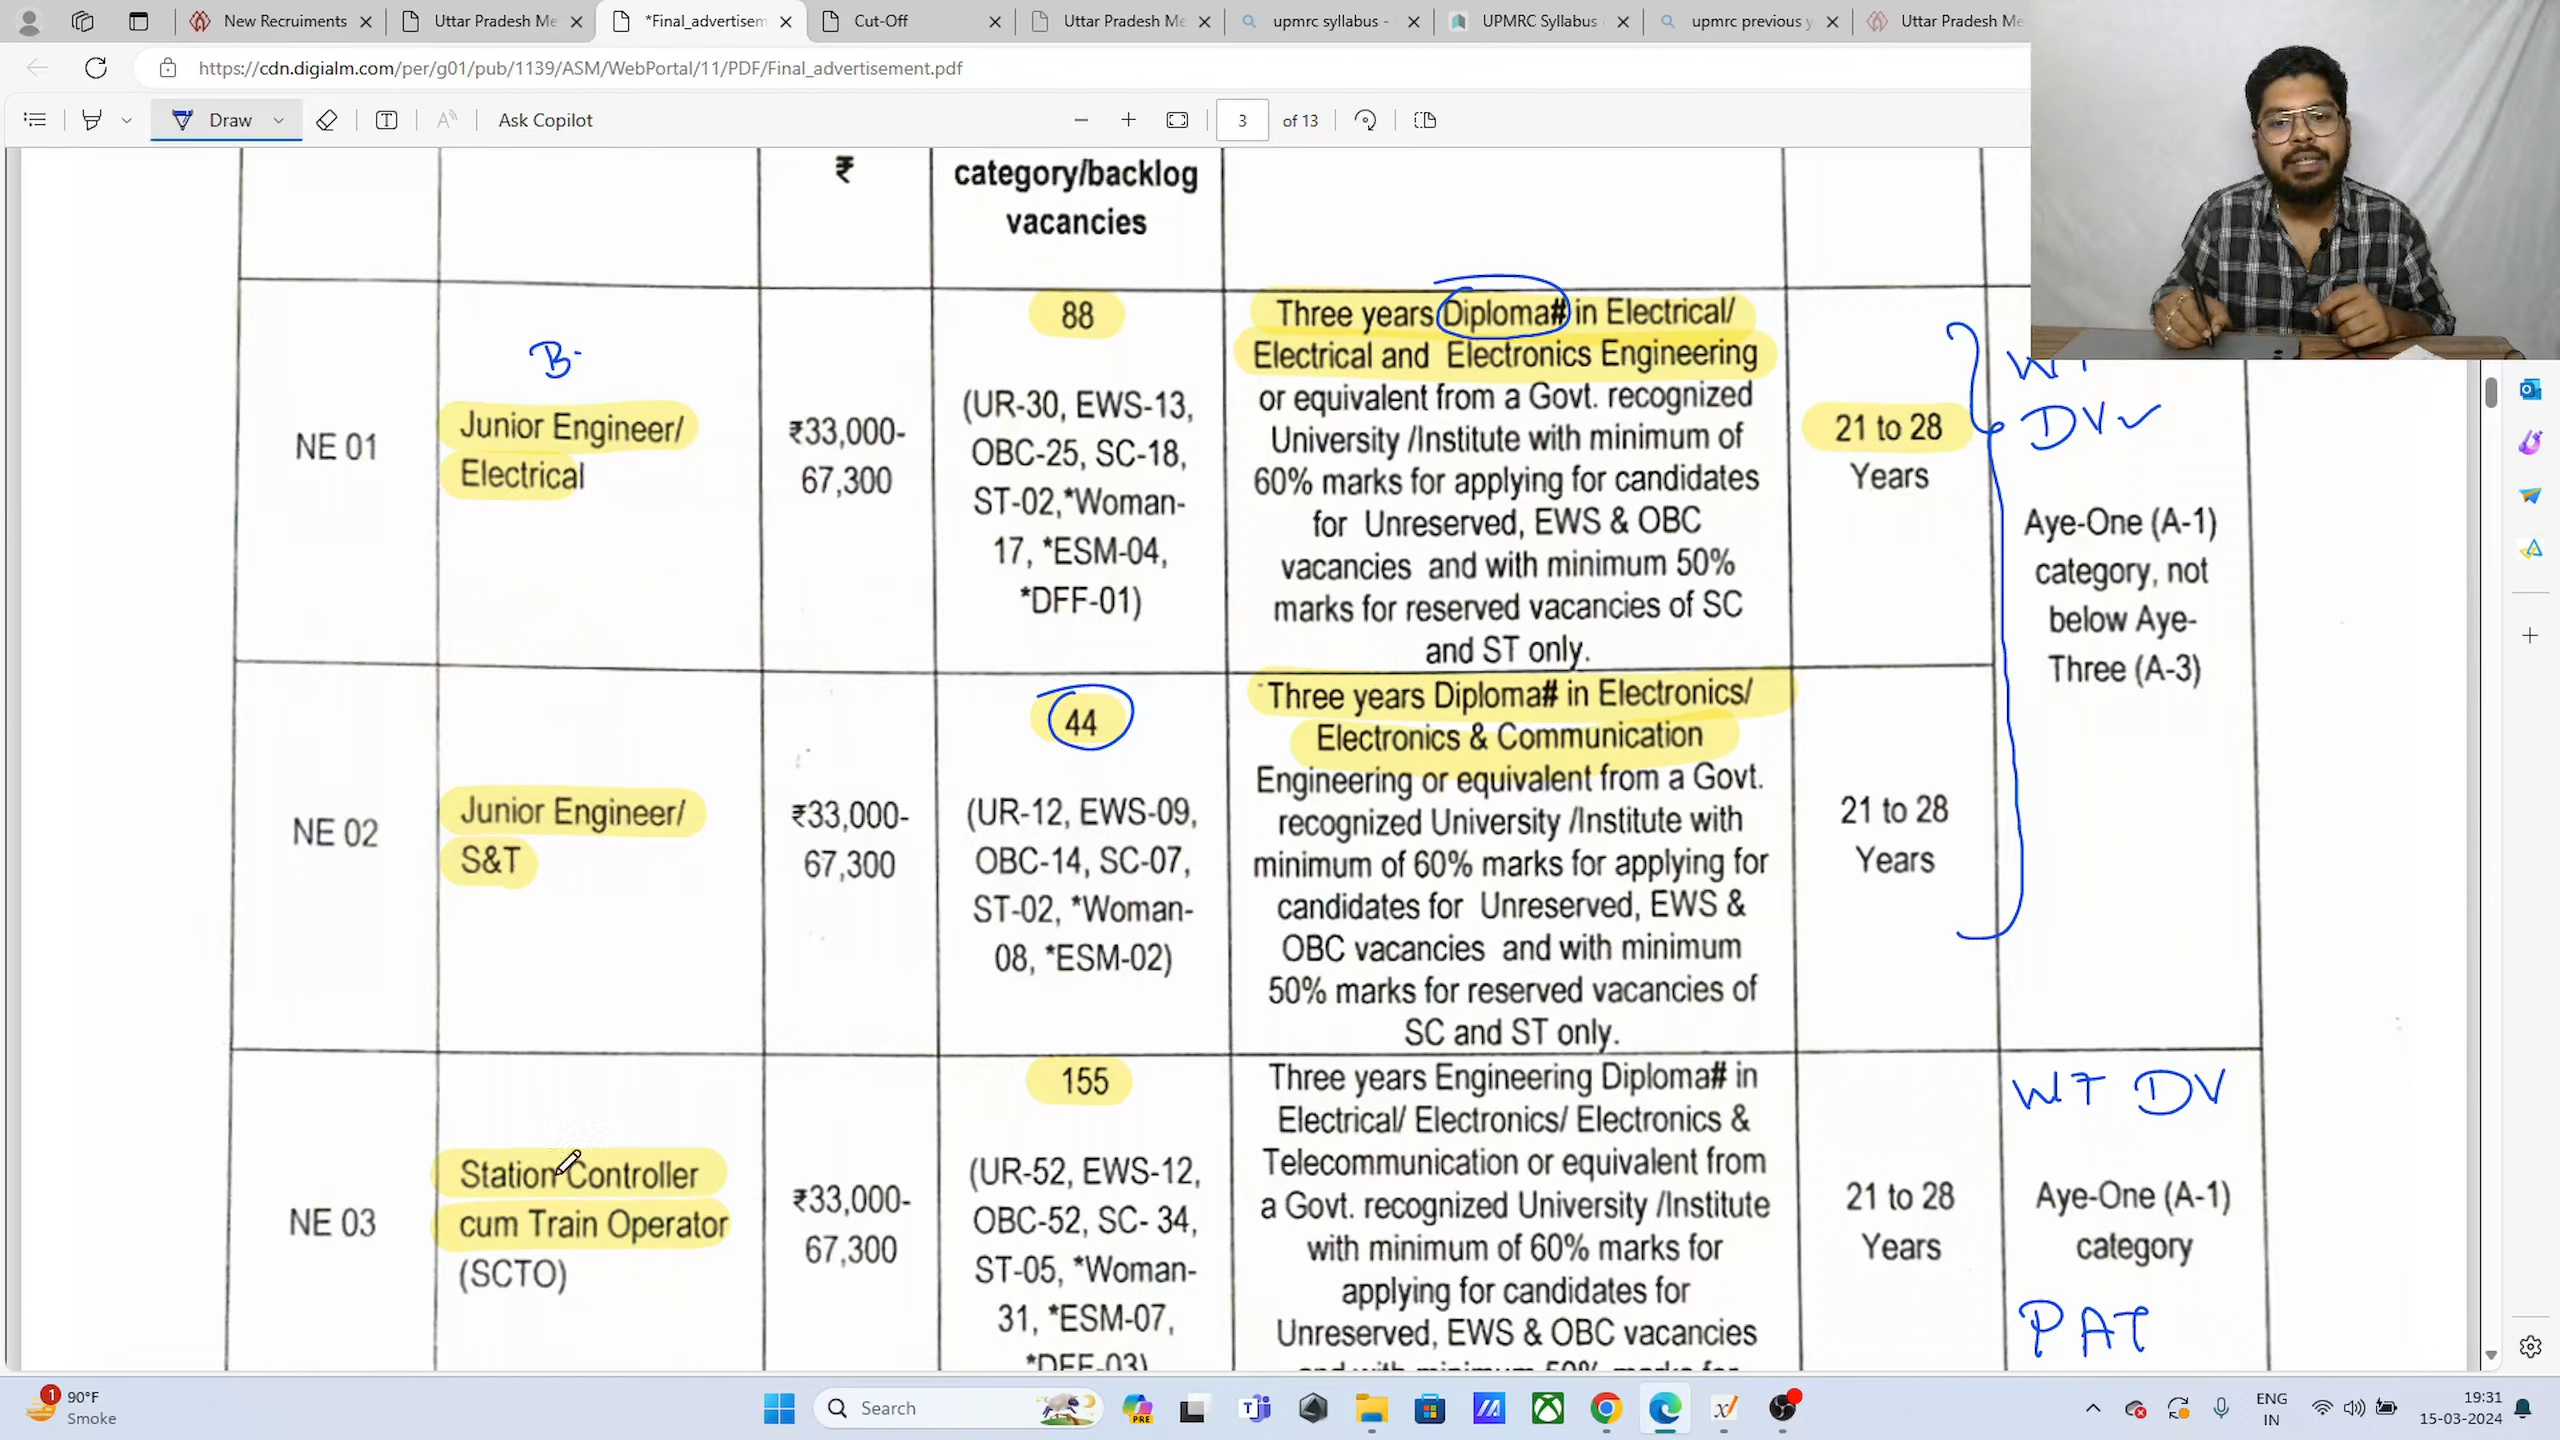 New Recruiments
Uttar Pradesh Me
*Final_advertisem
Cut-Off
Uttar Pradesh Me
upmrc syllabus -
UPMRC Syllabus
upmrc previous y
Uttar Pradesh Me
https://cdn.digialm.com/per/g01/pub/1139/ASM/WebPortal/11/PDF/Final_advertisement.pdf
Draw
Ask Copilot
3
of 13
₹
category/backlog
vacancies
NE 01
B.
Junior Engineer/
Electrical
₹33,000-
67,300
88
(UR-30, EWS-13,
OBC-25, SC-18,
ST-02,*Woman-
17, *ESM-04,
*DFF-01)
Three years Diploma# in Electrical/
Electrical and Electronics Engineering
or equivalent from a Govt. recognized
University /Institute with minimum of
60% marks for applying for candidates
for Unreserved, EWS & OBC
vacancies and with minimum 50%
marks for reserved vacancies of SC
and ST only.
21 to 28
Years
DV
Aye-One (A-1)
category, not
below Aye-
Three (A-3)
NE 02
Junior Engineer/
S&T
₹33,000-
67,300
44
(UR-12, EWS-09,
OBC-14, SC-07,
ST-02, *Woman-
08, *ESM-02)
Three years Diploma# in Electronics/
Electronics & Communication
Engineering or equivalent from a Govt.
recognized University /Institute with
minimum of 60% marks for applying for
candidates for Unreserved, EWS &
OBC vacancies and with minimum
50% marks for reserved vacancies of
SC and ST only.
21 to 28
Years
NE 03
Station Controller
cum Train Operator
(SCTO)
₹33,000-
67,300
155
(UR-52, EWS-12,
OBC-52, SC- 34,
ST-05, *Woman-
31, *ESM-07,
*DFF-03)
Three years Engineering Diploma# in
Electrical/ Electronics/ Electronics &
Telecommunication or equivalent from
a Govt. recognized University /Institute
with minimum of 60% marks for
applying for candidates for
Unreserved, EWS & OBC vacancies
and with minimum 50% marks for
21 to 28
Years
WT DV
Aye-One (A-1)
category
PAT
1
90°F
Smoke
Search
PRE
ENG
IN
19:31
15-03-2024